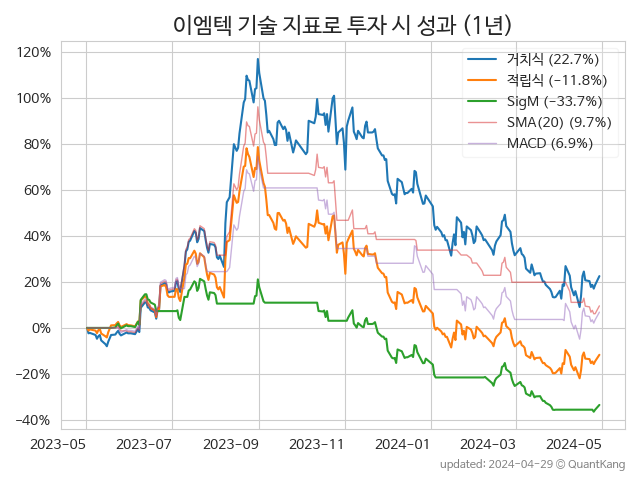 이엠텍 기술 지표로 투자 시 성과 (1년)
120%
100%
80%
60%
40%
20%
0%
−20%
−40%
거치식 (22.7%)
적립식 (−11.8%)
SigM (−33.7%)
SMA(20) (9.7%)
MACD (6.9%)
2023-05
2023-07
2023-09
2023-11
2024-01
2024-03
2024-05
updated: 2024-04-29 © QuantKang